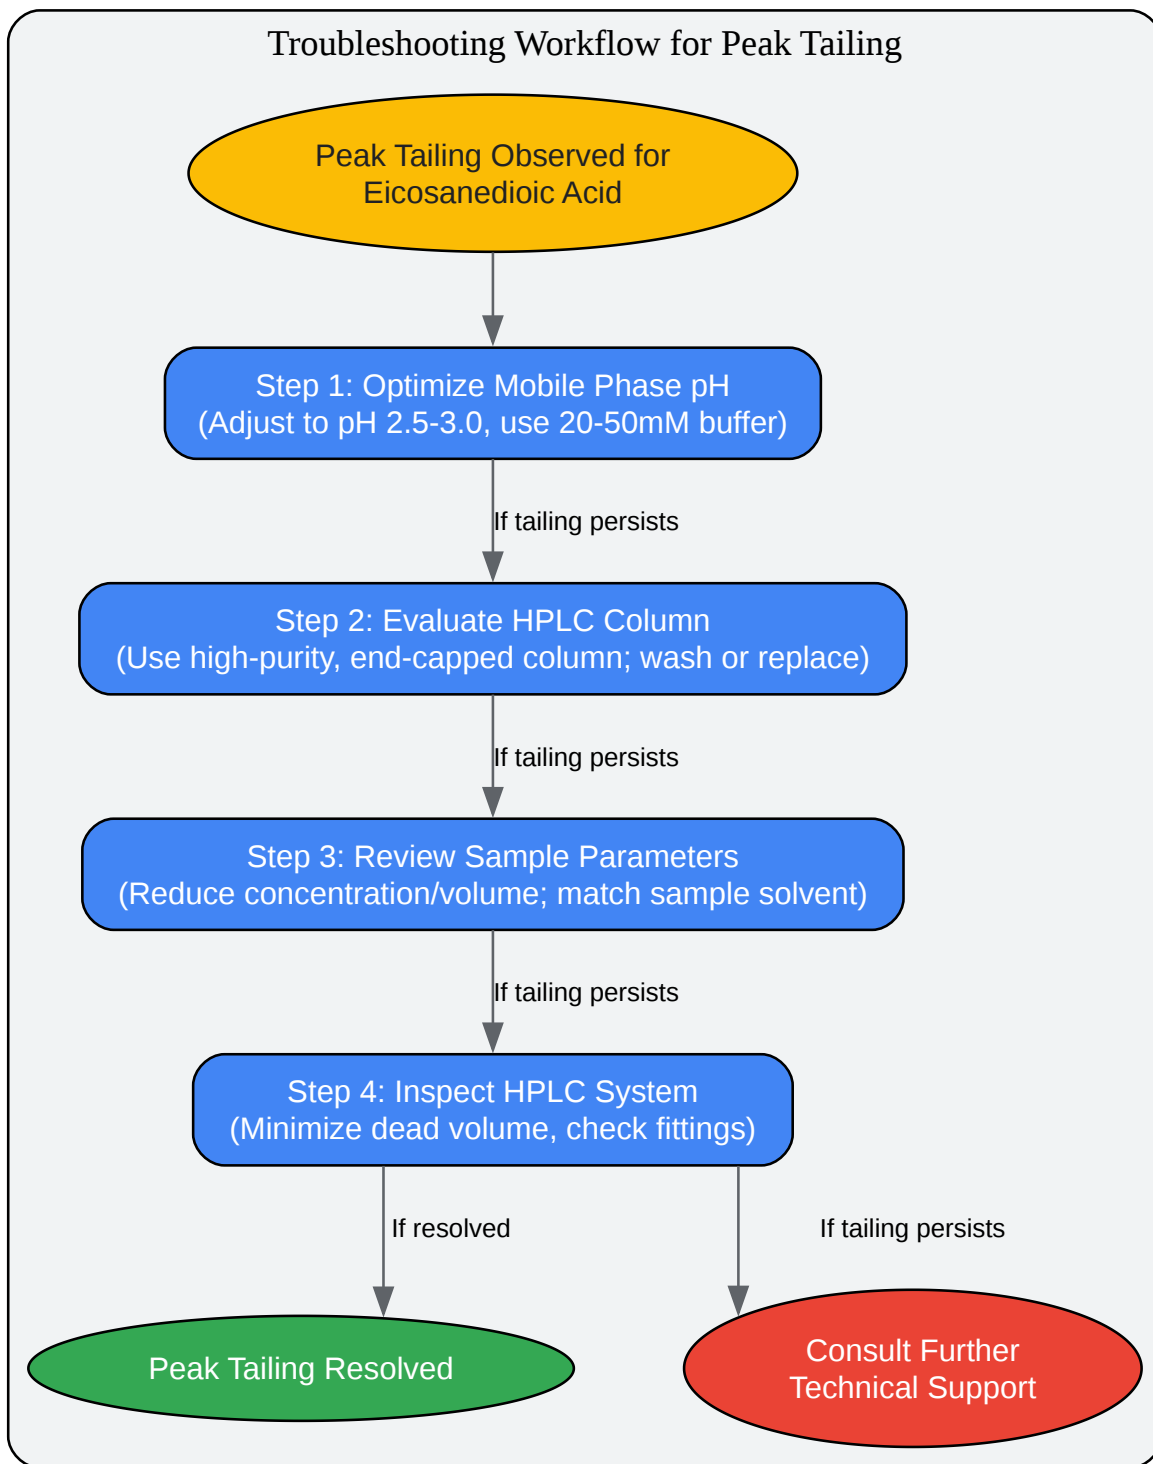 Troubleshooting Workflow for Peak Tailing
Peak Tailing Observed for
Eicosanedioic Acid
Step 1: Optimize Mobile Phase pH
(Adjust to pH 2.5-3.0, use 20-50mM buffer)
If tailing persists
Step 2: Evaluate HPLC Column
(Use high-purity, end-capped column; wash or replace)
If tailing persists
Step 3: Review Sample Parameters
(Reduce concentration/volume; match sample solvent)
If tailing persists
Step 4: Inspect HPLC System
(Minimize dead volume, check fittings)
If resolved
If tailing persists
Peak Tailing Resolved
Consult Further
Technical Support